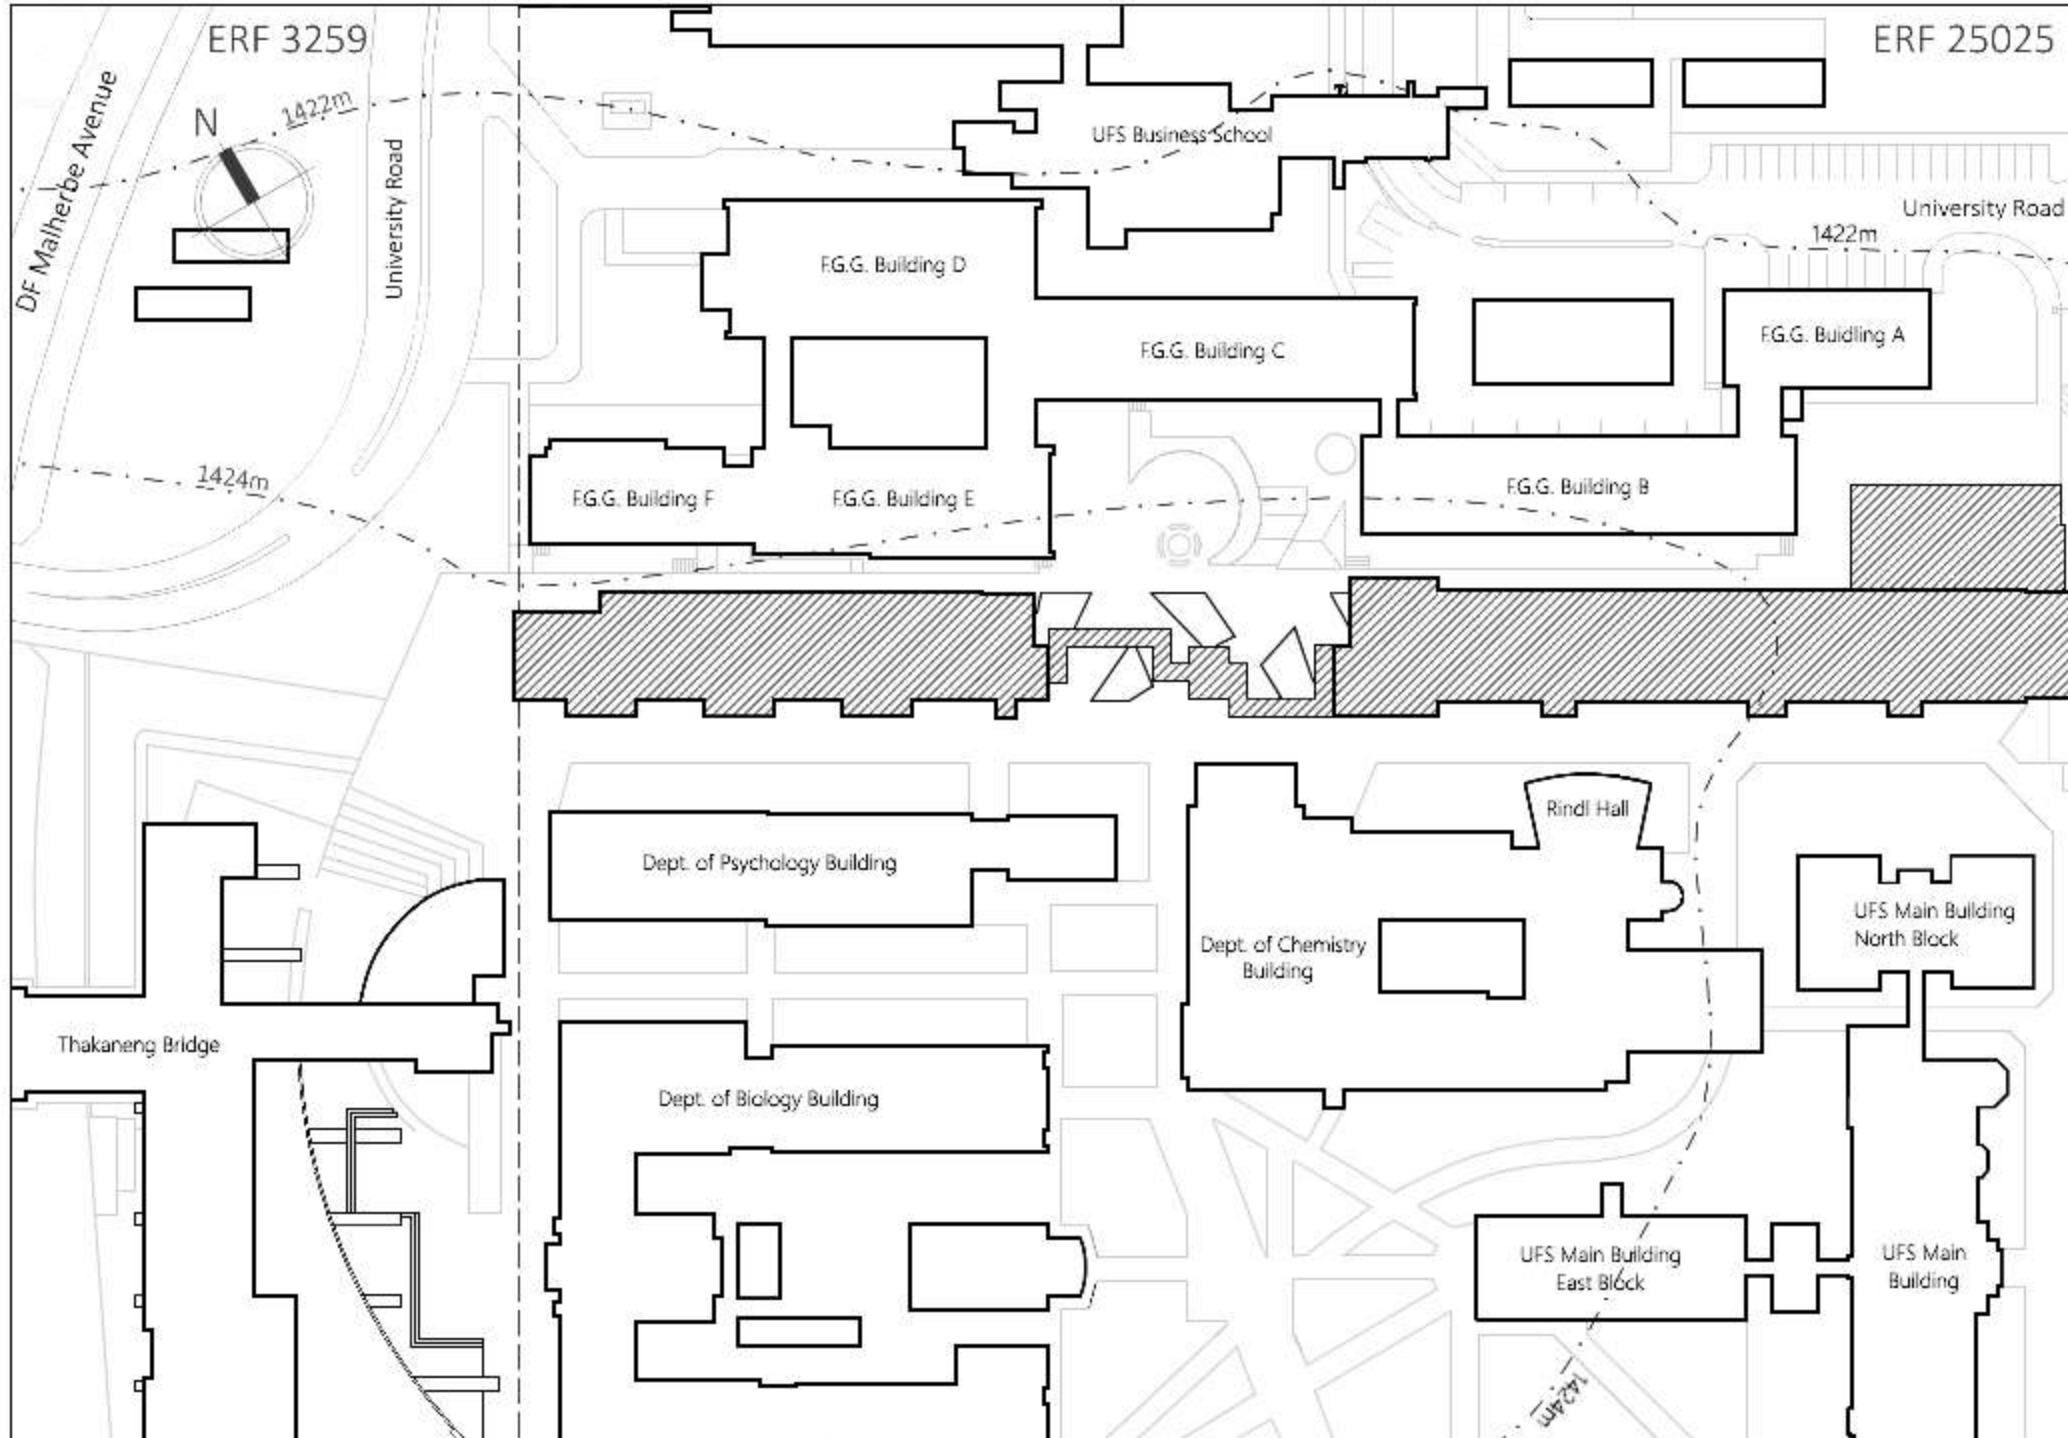 ERF 3259
ERF 25025
DF Malherbe Avenue
N
1422m
University Road
UFS Business School
University Road
1422m
F.G.G. Building D
F.G.G. Building C
F.G.G. Buidling A
1424m
F.G.G. Building F
F.G.G. Building E
F.G.G. Building B
Rindl Hall
Dept. of Psychology Building
UFS Main Building
North Block
Dept. of Chemistry
Building
Thakaneng Bridge
Dept. of Biology Building
UFS Main Building
East Block
UFS Main
Building
1424m